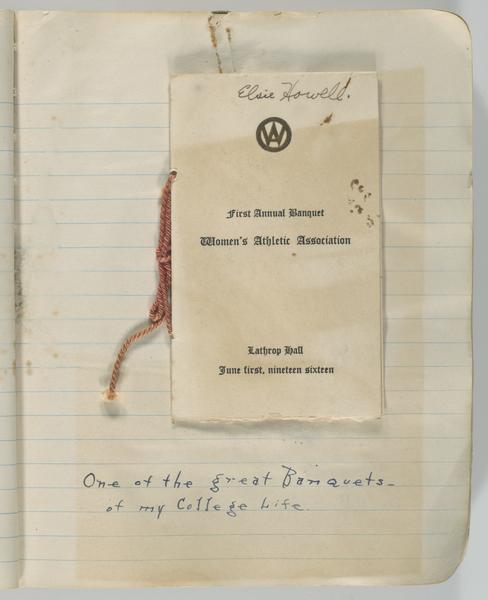 Elsie Howell.
WA
First Annual Banquet
Women's Athletic Association
Lathrop Hall
June first, nineteen sixteen
One of the great Banquets-
of my College Life.